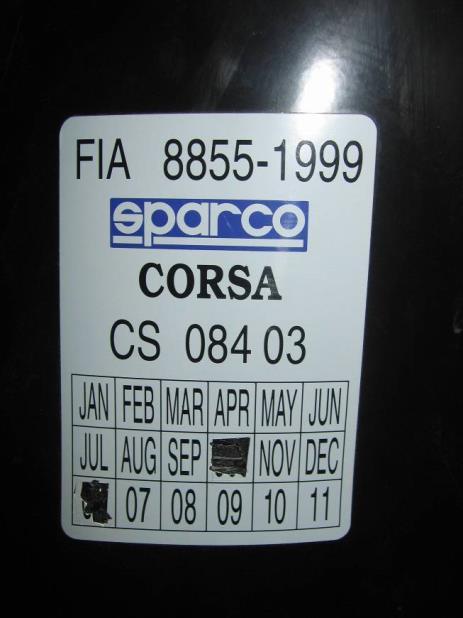 FIA 8855-1999
sparco
CORSA
CS 084 03
JAN FEB MAR APR MAY JUN
JUL AUG SEP NOV DEC
07 08 09 10 11